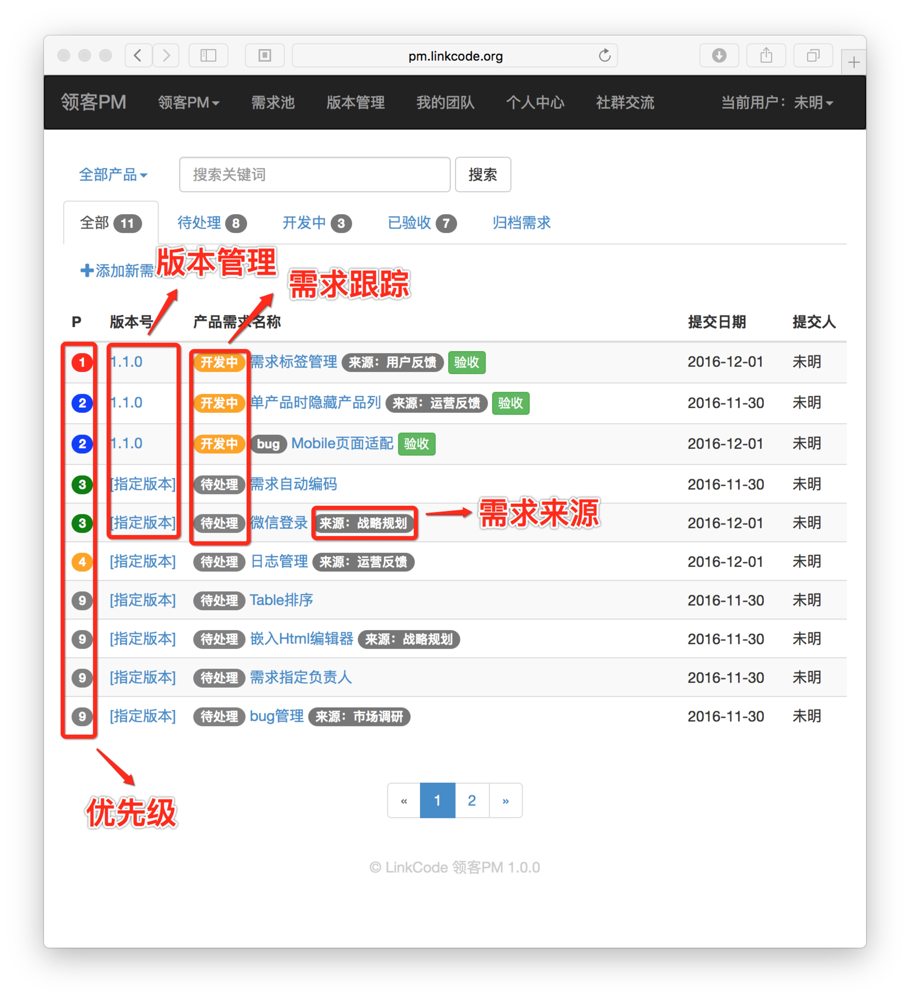 pm.linkcode.org
领客PM 领客PM 需求池 版本管理 我的团队 个人中心 社群交流 当前用户：未明
全部产品 搜索关键词 搜索
全部 11 待处理 8 开发中 3 已验收 7 归档需求
版本管理
添加新需
需求跟踪
P 版本号 产品需求名称 提交日期 提交人
1 1.1.0 开发中 需求标签管理 来源：用户反馈 验收 2016-12-01 未明
2 1.1.0 开发中 单产品时隐藏产品列 来源：运营反馈 验收 2016-11-30 未明
2 1.1.0 开发中 bug Mobile页面适配 验收 2016-12-01 未明
3 [指定版本] 待处理 需求自动编码 2016-11-30 未明
需求来源
3 [指定版本] 待处理 微信登录 来源：战略规划 2016-12-01 未明
4 [指定版本] 待处理 日志管理 来源：运营反馈 2016-12-01 未明
9 [指定版本] 待处理 Table排序 2016-11-30 未明
9 [指定版本] 待处理 嵌入Html编辑器 来源：战略规划 2016-11-30 未明
9 [指定版本] 待处理 需求指定负责人 2016-11-30 未明
9 [指定版本] 待处理 bug管理 来源：市场调研 2016-11-30 未明
« 1 2 »
优先级
© LinkCode 领客PM 1.0.0